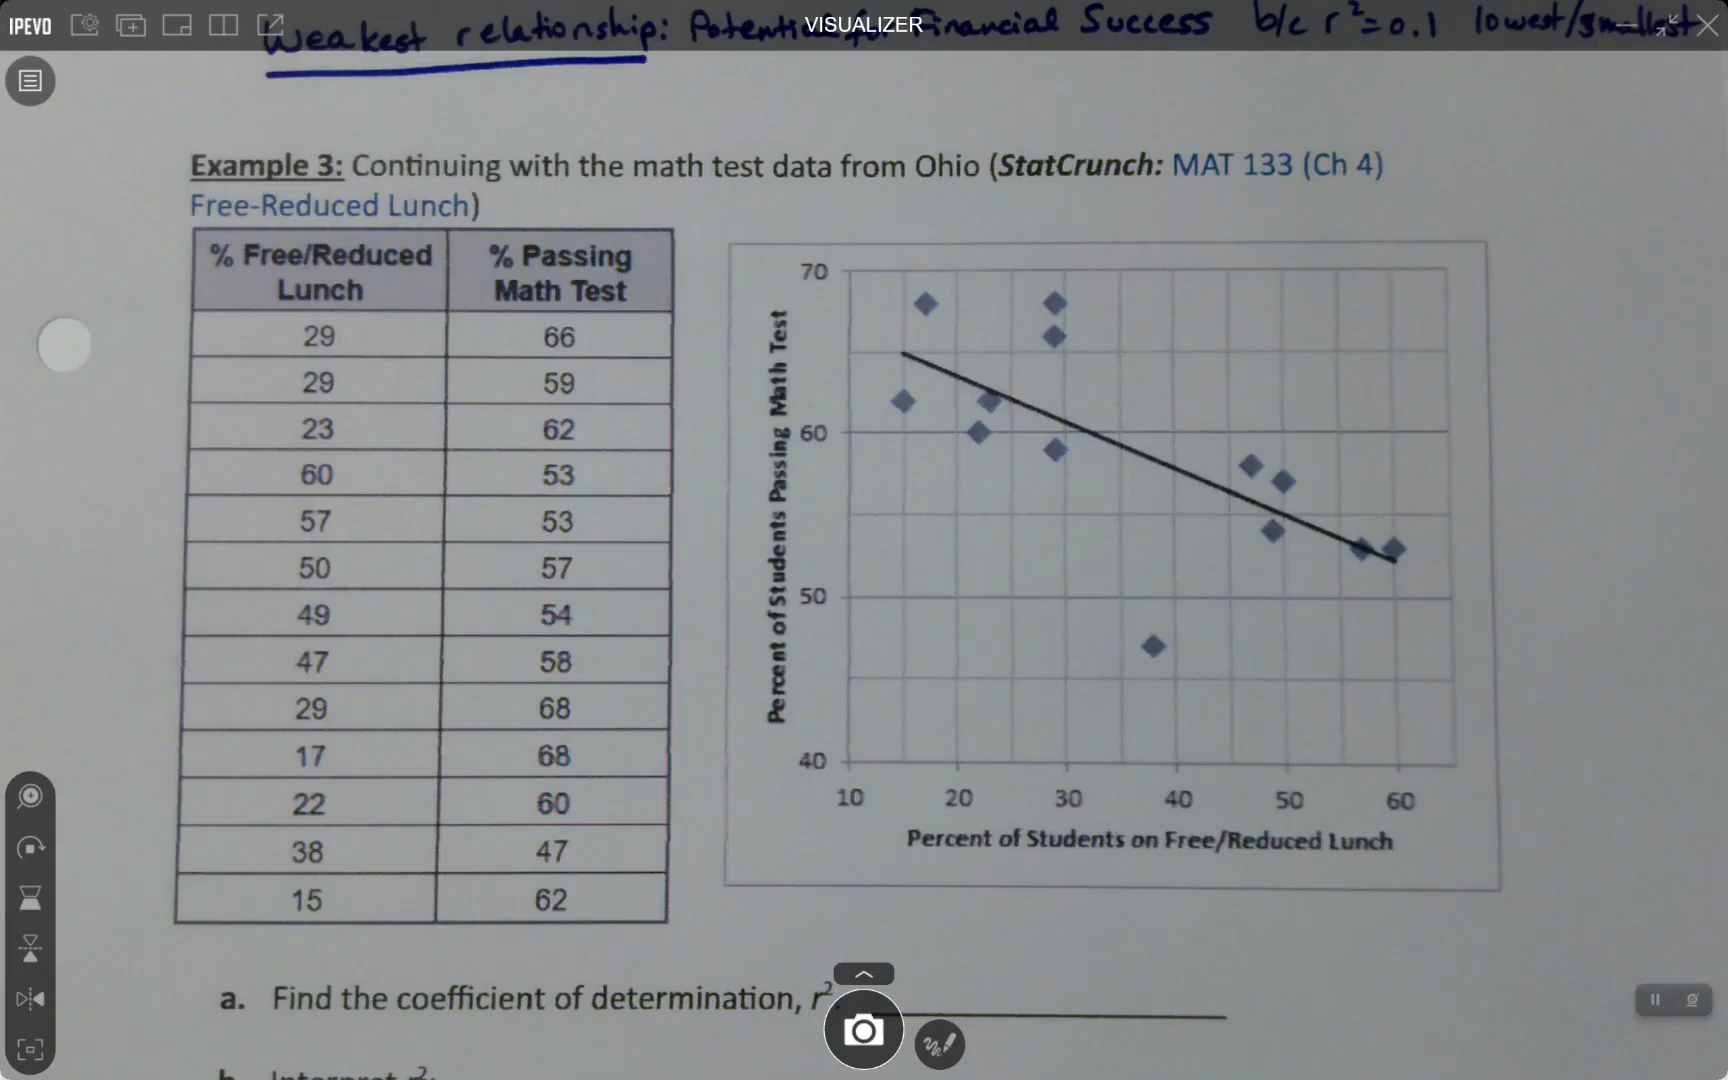 IPEVO
VISUALIZER
Weakest relationship: Potential for Financial Success b/c r²=0.1 lowest/smallest
Example 3: Continuing with the math test data from Ohio (StatCrunch: MAT 133 (Ch 4)
Free-Reduced Lunch)
% Free/Reduced Lunch % Passing Math Test
29 66
29 59
23 62
60 53
57 53
50 57
49 54
47 58
29 68
17 68
22 60
38 47
15 62
Percent of Students Passing Math Test
70
60
50
40
10 20 30 40 50 60
Percent of Students on Free/Reduced Lunch
a. Find the coefficient of determination, r².
b. Interpret r²: